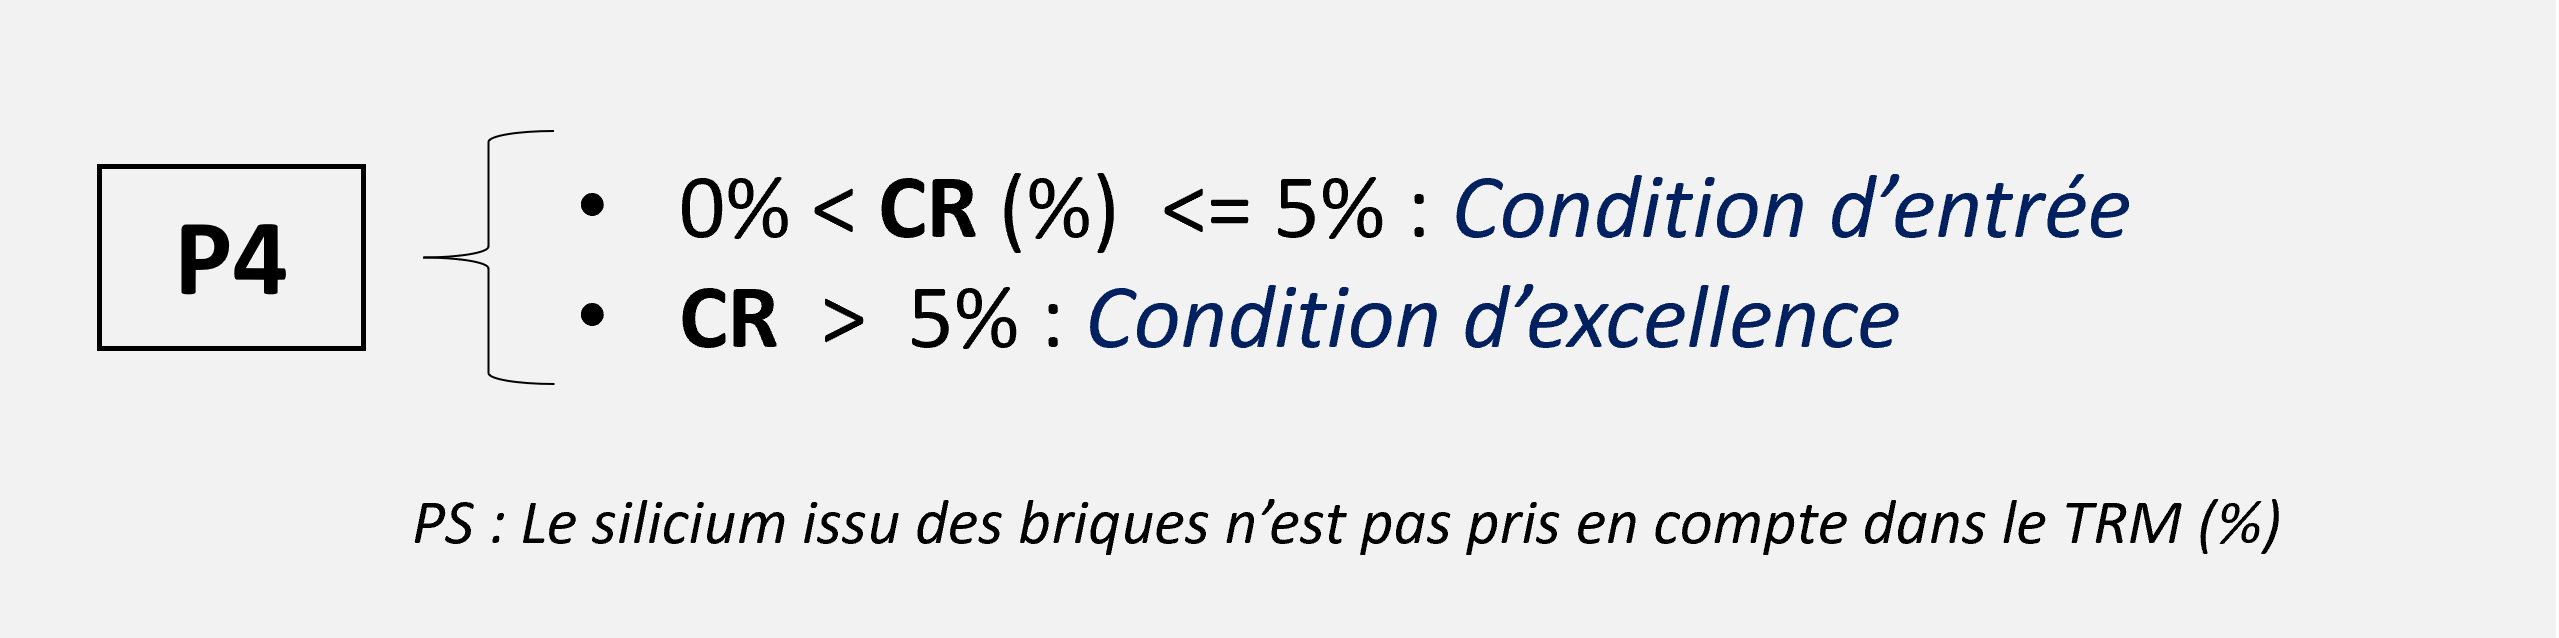 P4
• 0% < CR (%) <= 5% : Condition d’entrée
• CR > 5% : Condition d’excellence
PS : Le silicium issu des briques n’est pas pris en compte dans le TRM (%)